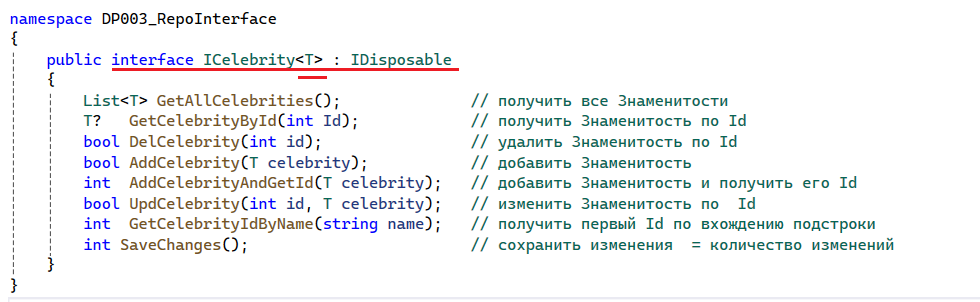 namespace DP003_RepoInterface
{
public interface ICelebrity<T> : IDisposable
{
List<T> GetAllCelebrities(); // получить все Знаменитости
T? GetCelebrityById(int Id); // получить Знаменитость по Id
bool DelCelebrity(int id); // удалить Знаменитость по Id
bool AddCelebrity(T celebrity); // добавить Знаменитость
int AddCelebrityAndGetId(T celebrity); // добавить Знаменитость и получить его Id
bool UpdCelebrity(int id, T celebrity); // изменить Знаменитость по Id
int GetCelebrityIdByName(string name); // получить первый Id по вхождению подстроки
int SaveChanges(); // сохранить изменения = количество изменений
}
}